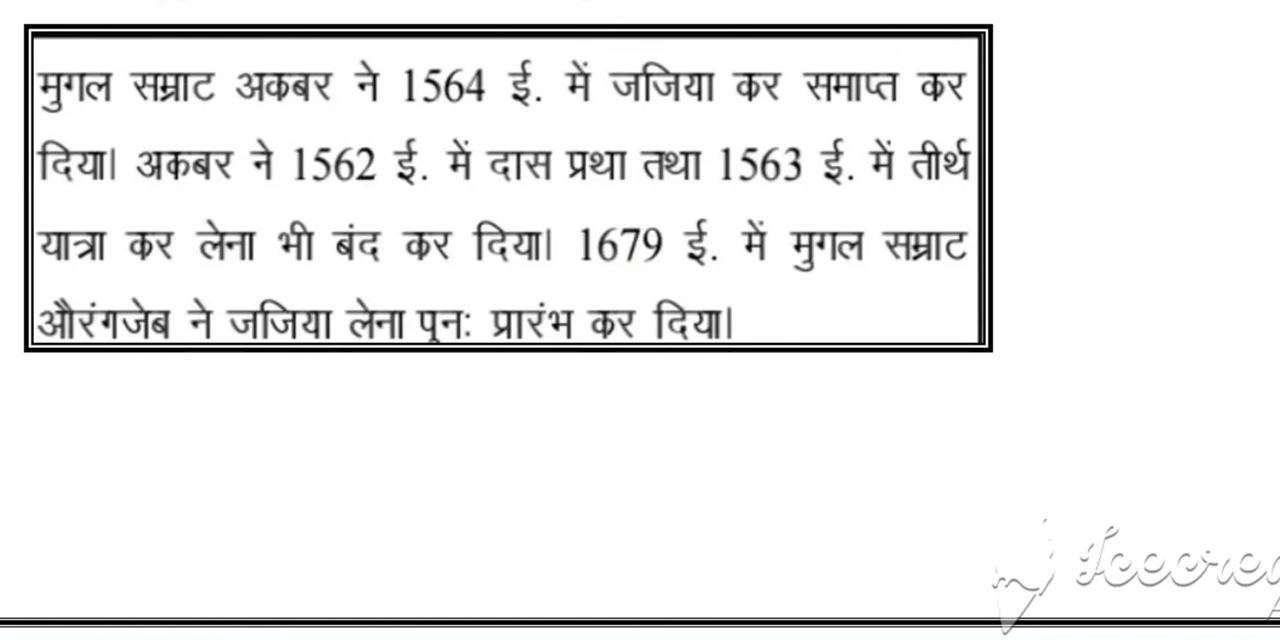 मुगल सम्राट अकबर ने 1564 ई. में जजिया कर समाप्त कर
दिया। अकबर ने 1562 ई. में दास प्रथा तथा 1563 ई. में तीर्थ
यात्रा कर लेना भी बंद कर दिया। 1679 ई. में मुगल सम्राट
औरंगजेब ने जजिया लेना पुनः प्रारंभ कर दिया।